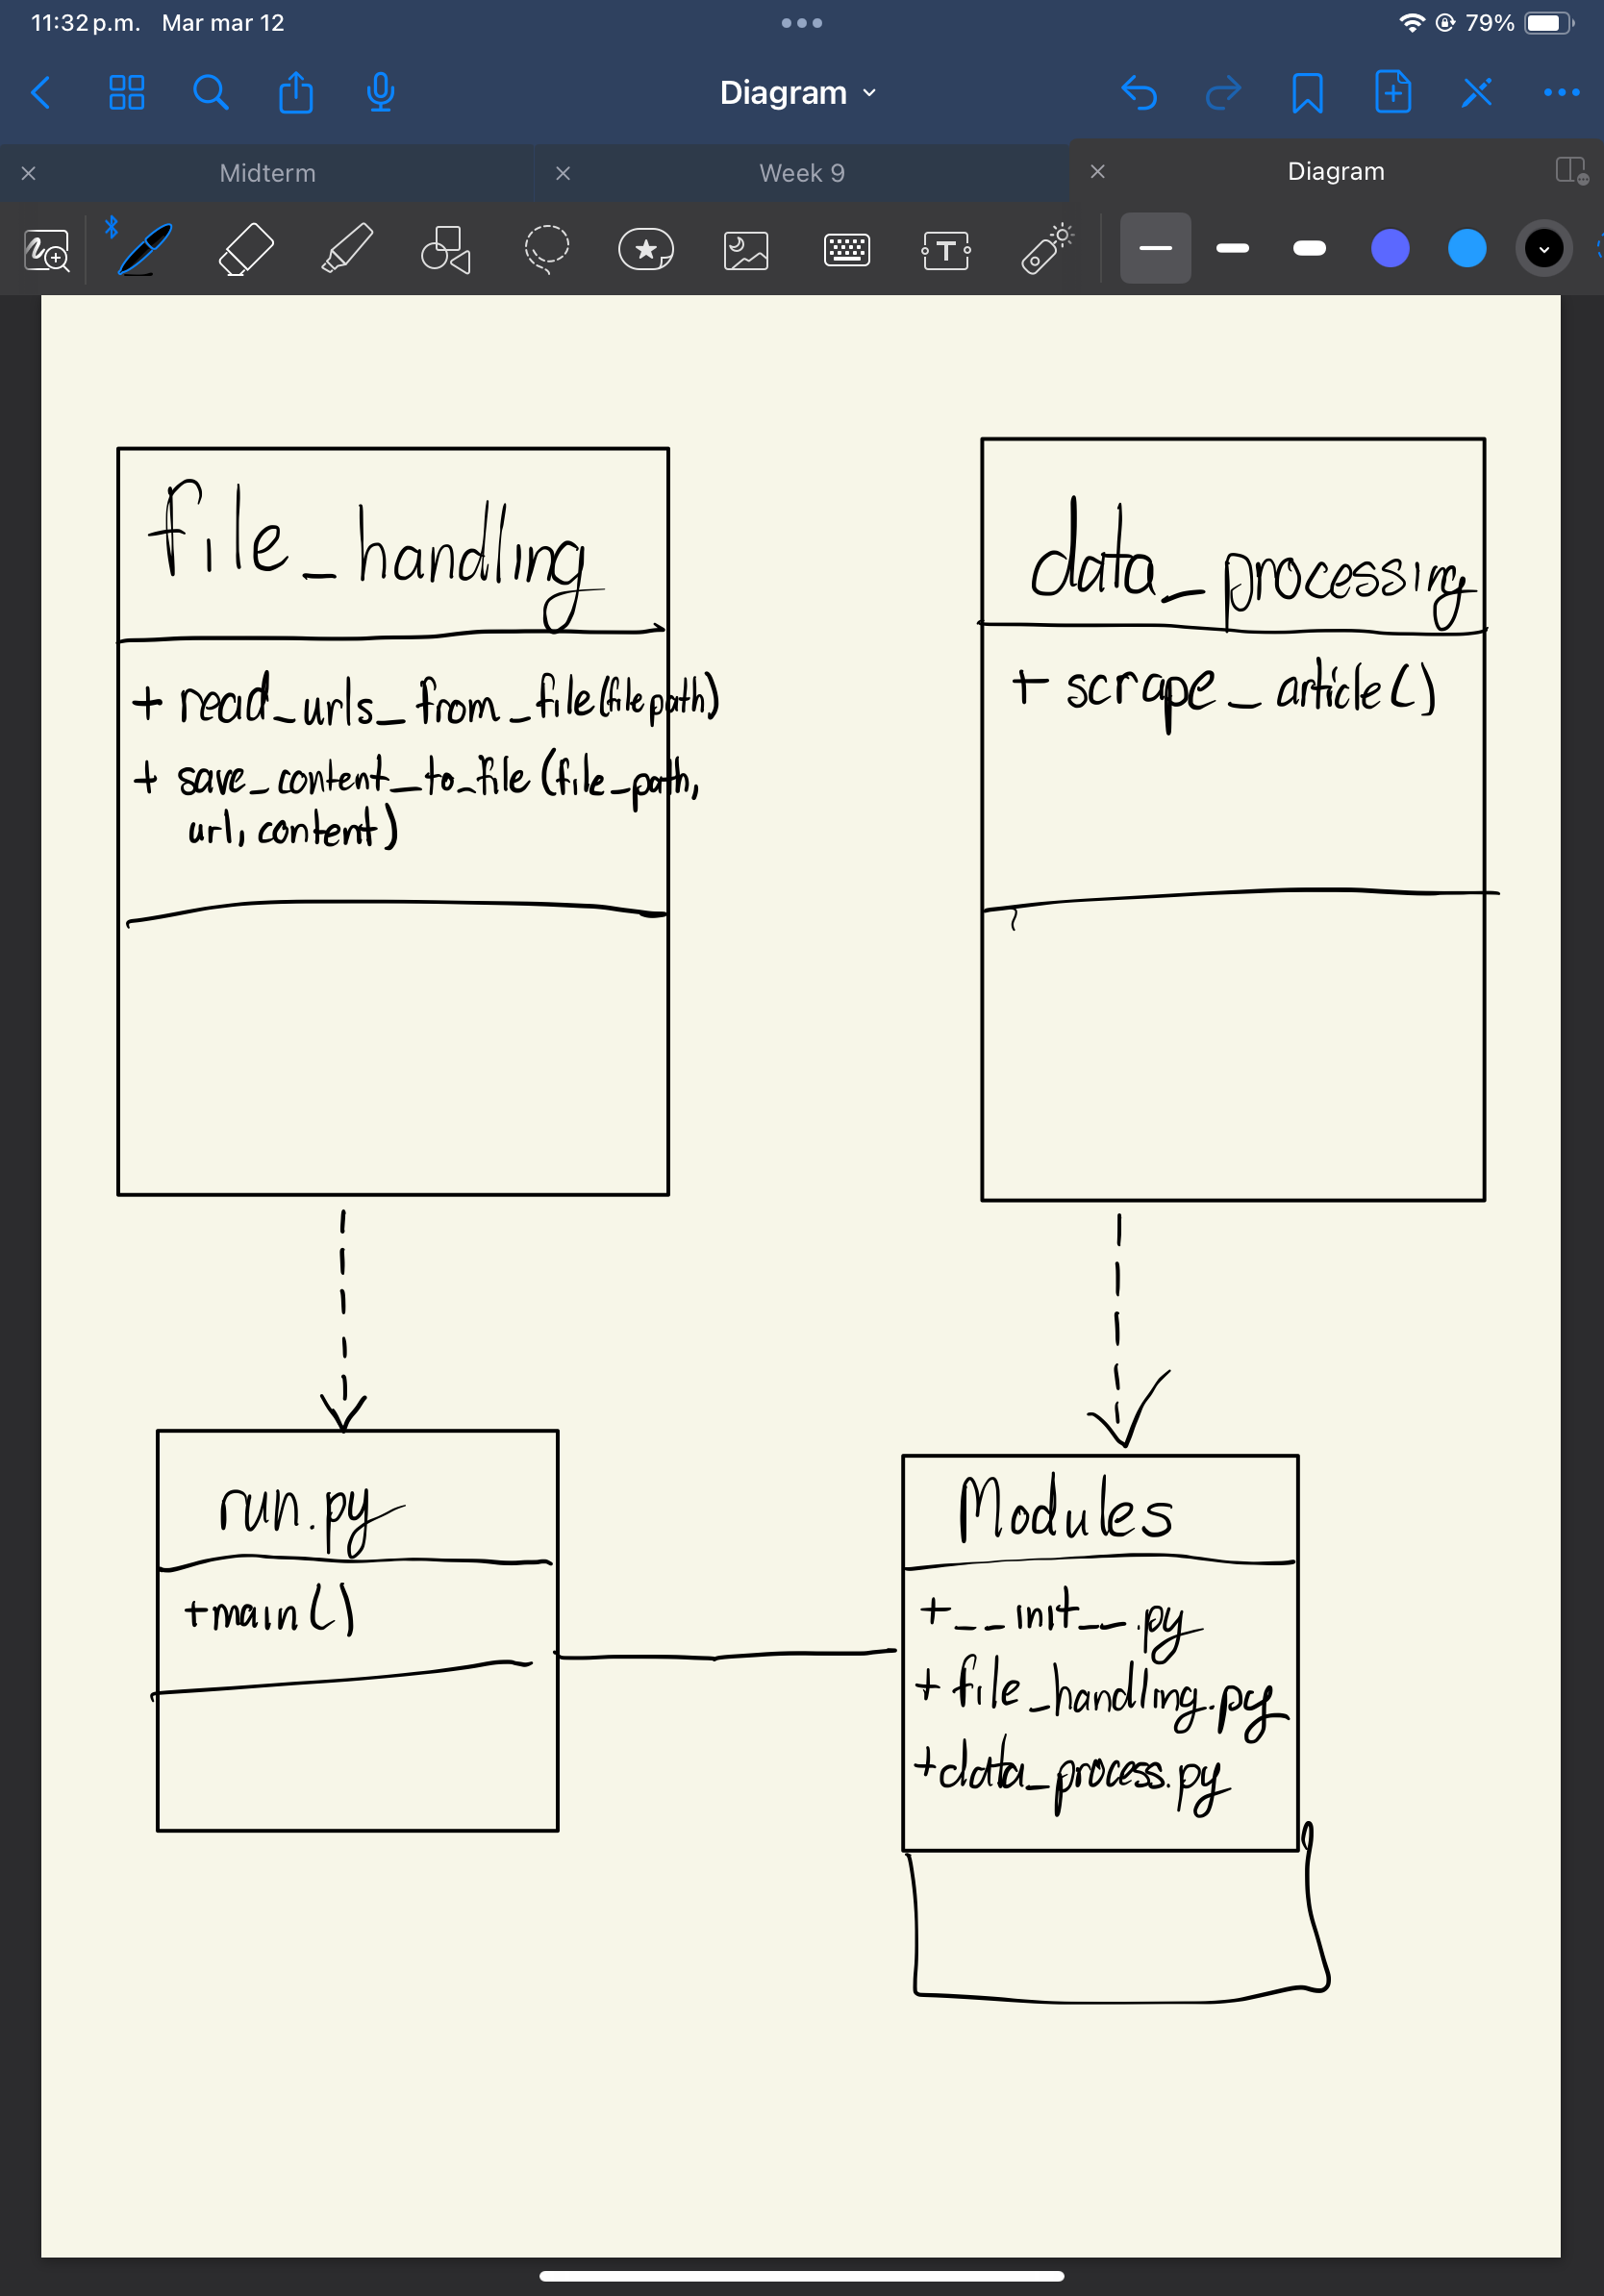 11:32 p.m. Mar mar 12
79%
Diagram
Midterm
Week 9
Diagram
T
file_handling
+ read_urls_from_file(filepath)
+ save_content_to_file (file_path,
url, content)
data_processing
+ scrape_article()
run.py
+main()
Modules
+__init__.py
+ file_handling.py
+data_process.py